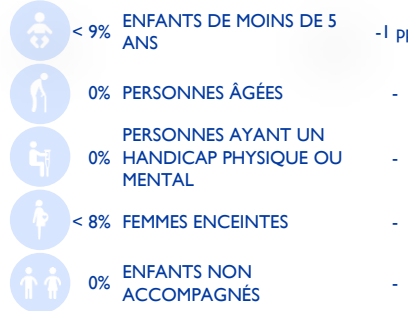 < 9% ENFANTS DE MOINS DE 5 -1 pp
ANS
0% PERSONNES ÂGÉES -
PERSONNES AYANT UN
0% HANDICAP PHYSIQUE OU -
MENTAL
< 8% FEMMES ENCEINTES -
0% ENFANTS NON -
ACCOMPAGNÉS